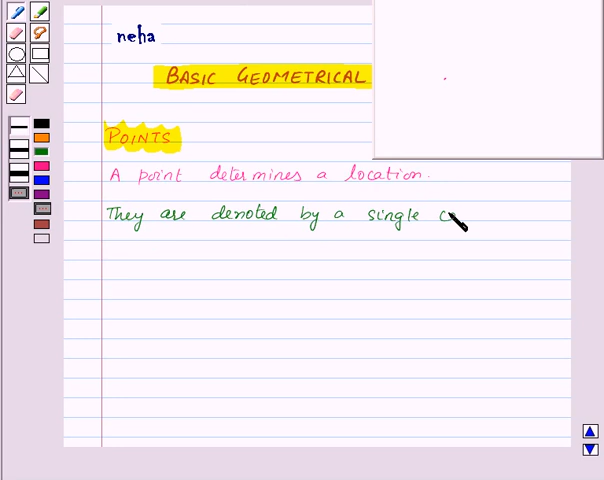 neha
BASIC GEOMETRICAL
POINTS
A point determines a location.
They are denoted by a single